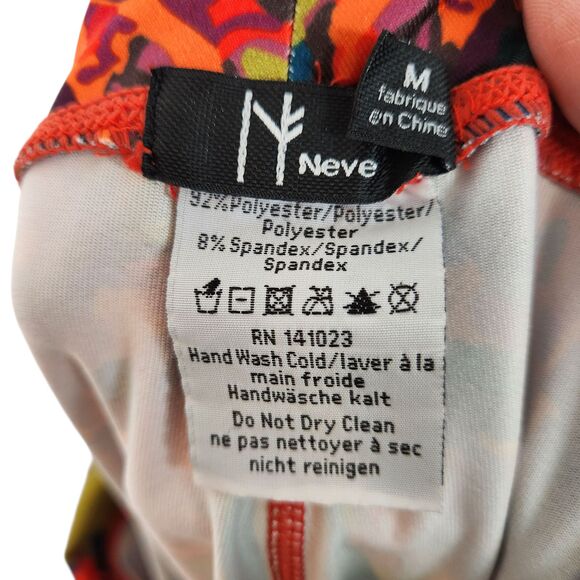 M
fabriqué
en Chine
Neve
92% Polyester/Polyester/
Polyester
8% Spandex/Spandex/
Spandex
RN 141023
Hand Wash Cold/laver à la
main froide
Handwäsche kalt
Do Not Dry Clean
ne pas nettoyer à sec
nicht reinigen